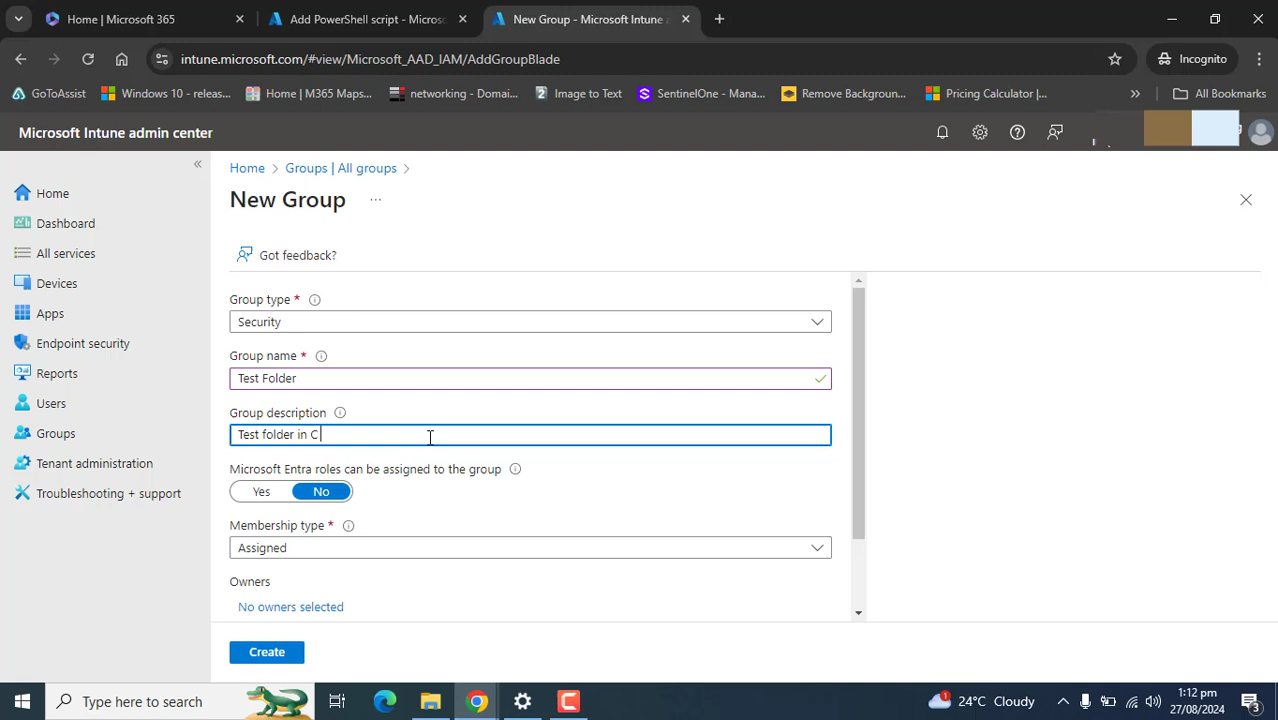 Home | Microsoft 365
Add PowerShell script - Micros
New Group - Microsoft Intune a
intune.microsoft.com/#view/Microsoft_AAD_IAM/AddGroupBlade
Incognito
GoToAssist
Windows 10 - releas...
Home | M365 Maps...
networking - Domai...
Image to Text
SentinelOne - Mana...
Remove Backgroun...
Pricing Calculator |...
All Bookmarks
Microsoft Intune admin center
Home
Dashboard
All services
Devices
Apps
Endpoint security
Reports
Users
Groups
Tenant administration
Troubleshooting + support
Home > Groups | All groups >
New Group
Got feedback?
Group type *
Security
Group name *
Test Folder
Group description
Test folder in C
Microsoft Entra roles can be assigned to the group
Yes
No
Membership type *
Assigned
Owners
No owners selected
Create
Type here to search
1
24°C Cloudy
1:12 pm
27/08/2024
3